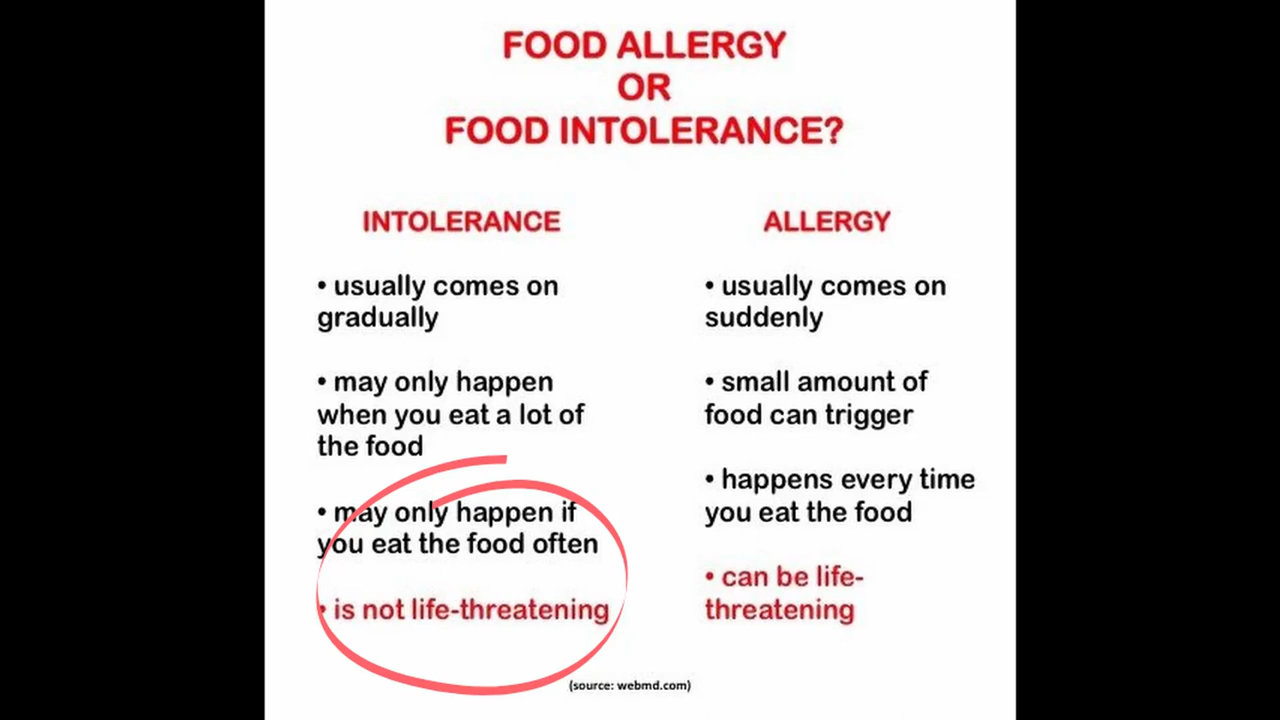 FOOD ALLERGY
OR
FOOD INTOLERANCE?
INTOLERANCE
• usually comes on
gradually
• may only happen
when you eat a lot of
the food
• may only happen if
you eat the food often
• is not life-threatening
ALLERGY
• usually comes on
suddenly
• small amount of
food can trigger
• happens every time
you eat the food
• can be life-
threatening
(source: webmd.com)